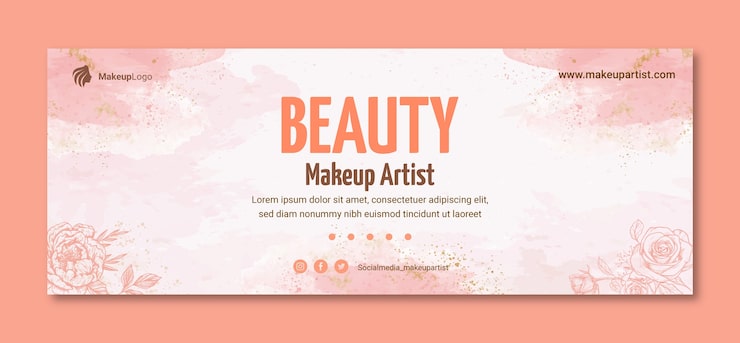 MakeupLogo
www.makeupartist.com
BEAUTY
Makeup Artist
Lorem ipsum dolor sit amet, consectetuer adipiscing elit,
sed diam nonummy nibh euismod tincidunt ut laoreet
Socialmedia_makeupartist